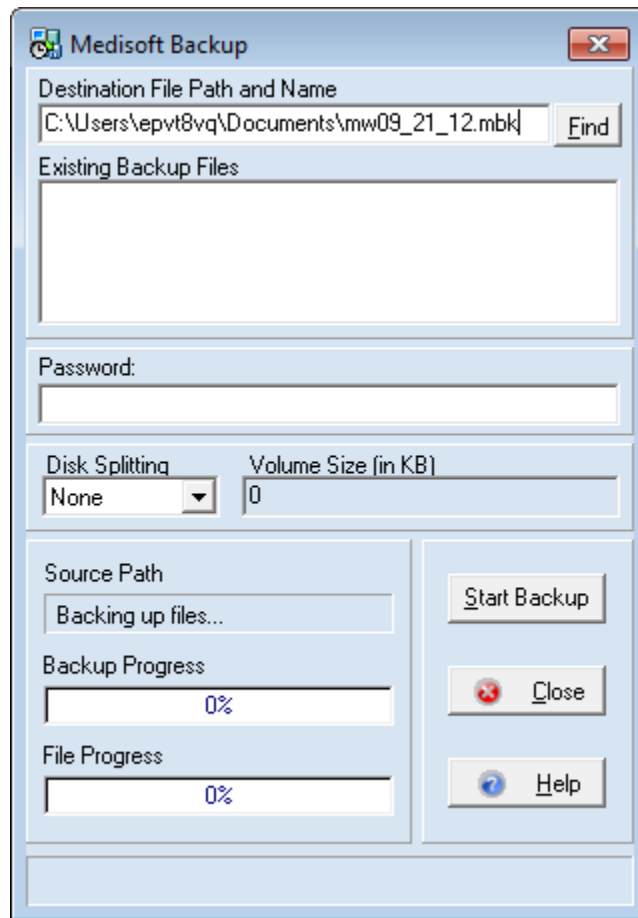 Medisoft Backup
Destination File Path and Name
C:\Users\epvt8vq\Documents\mw09_21_12.mbk
Find
Existing Backup Files
Password:
Disk Splitting
Volume Size (in KB)
None
0
Source Path
Backing up files...
Start Backup
Backup Progress
0%
Close
File Progress
0%
Help